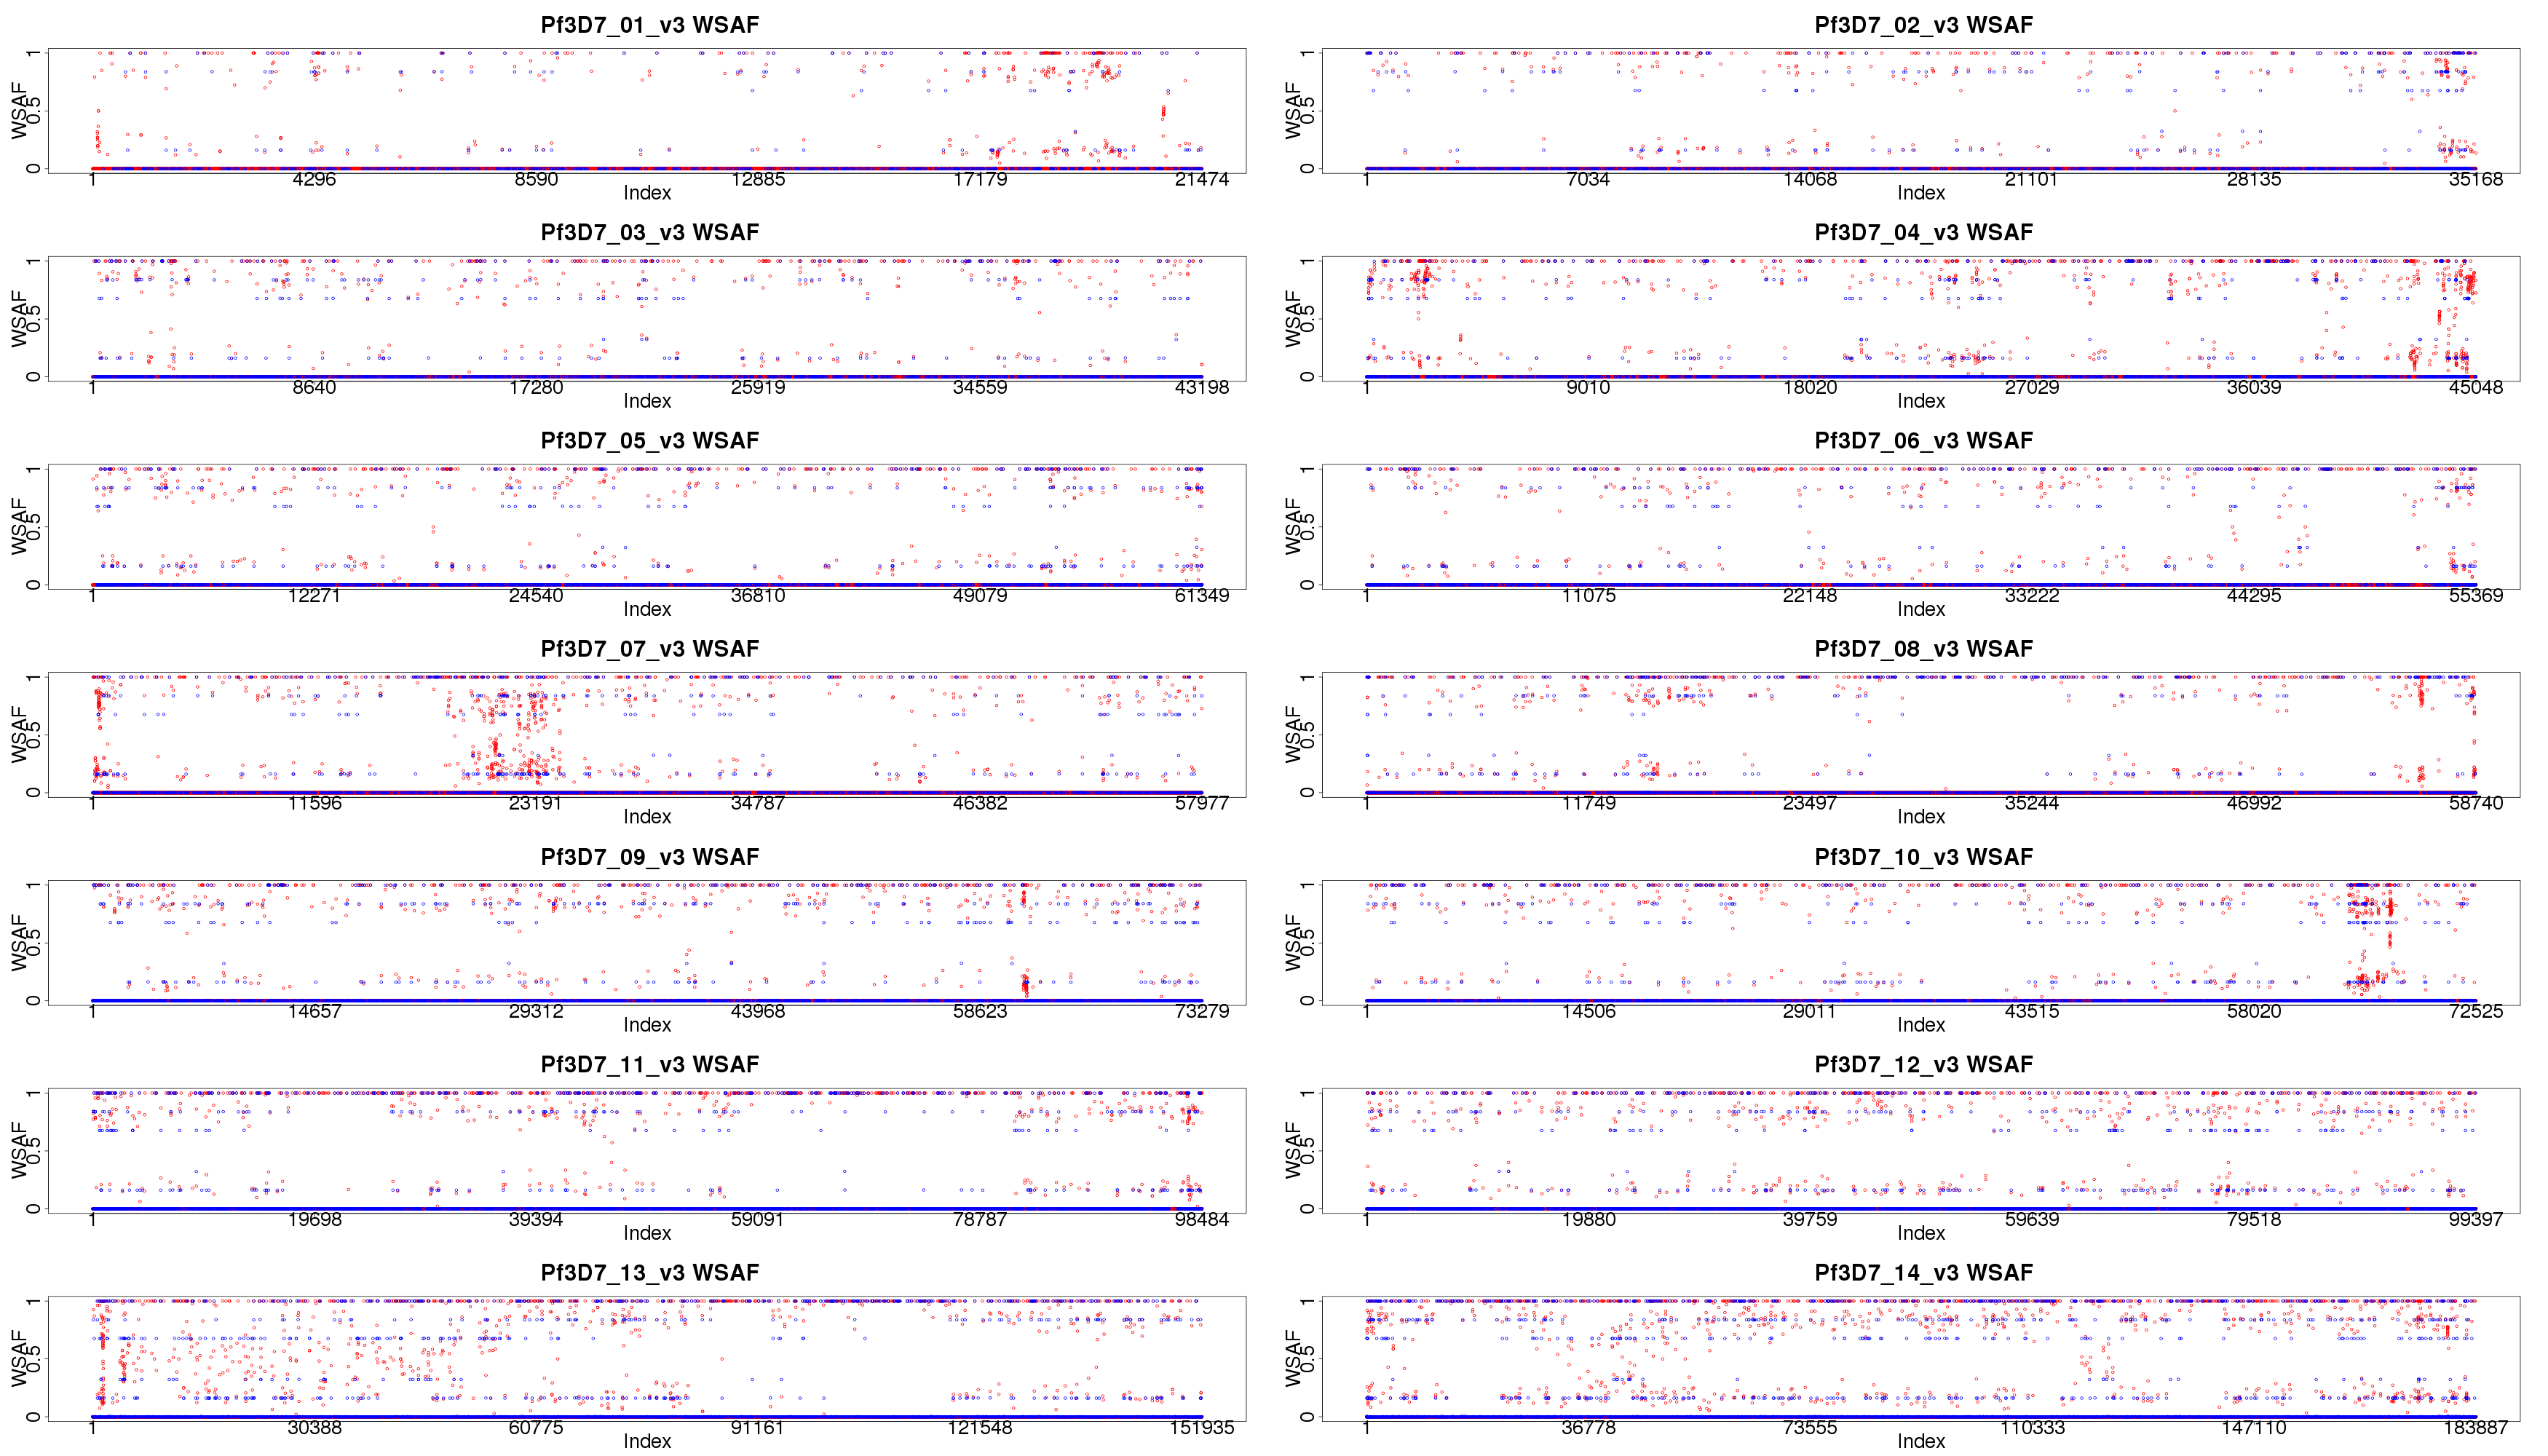 Pf3D7_01_v3 WSAF
WSAF
0 0.5 1
1 4296 8590 12885 17179 21474
Index
Pf3D7_02_v3 WSAF
WSAF
0 0.5 1
1 7034 14068 21101 28135 35168
Index
Pf3D7_03_v3 WSAF
WSAF
0 0.5 1
1 8640 17280 25919 34559 43198
Index
Pf3D7_04_v3 WSAF
WSAF
0 0.5 1
1 9010 18020 27029 36039 45048
Index
Pf3D7_05_v3 WSAF
WSAF
0 0.5 1
1 12271 24540 36810 49079 61349
Index
Pf3D7_06_v3 WSAF
WSAF
0 0.5 1
1 11075 22148 33222 44295 55369
Index
Pf3D7_07_v3 WSAF
WSAF
0 0.5 1
1 11596 23191 34787 46382 57977
Index
Pf3D7_08_v3 WSAF
WSAF
0 0.5 1
1 11749 23497 35244 46992 58740
Index
Pf3D7_09_v3 WSAF
WSAF
0 0.5 1
1 14657 29312 43968 58623 73279
Index
Pf3D7_10_v3 WSAF
WSAF
0 0.5 1
1 14506 29011 43515 58020 72525
Index
Pf3D7_11_v3 WSAF
WSAF
0 0.5 1
1 19698 39394 59091 78787 98484
Index
Pf3D7_12_v3 WSAF
WSAF
0 0.5 1
1 19880 39759 59639 79518 99397
Index
Pf3D7_13_v3 WSAF
WSAF
0 0.5 1
1 30388 60775 91161 121548 151935
Index
Pf3D7_14_v3 WSAF
WSAF
0 0.5 1
1 36778 73555 110333 147110 183887
Index